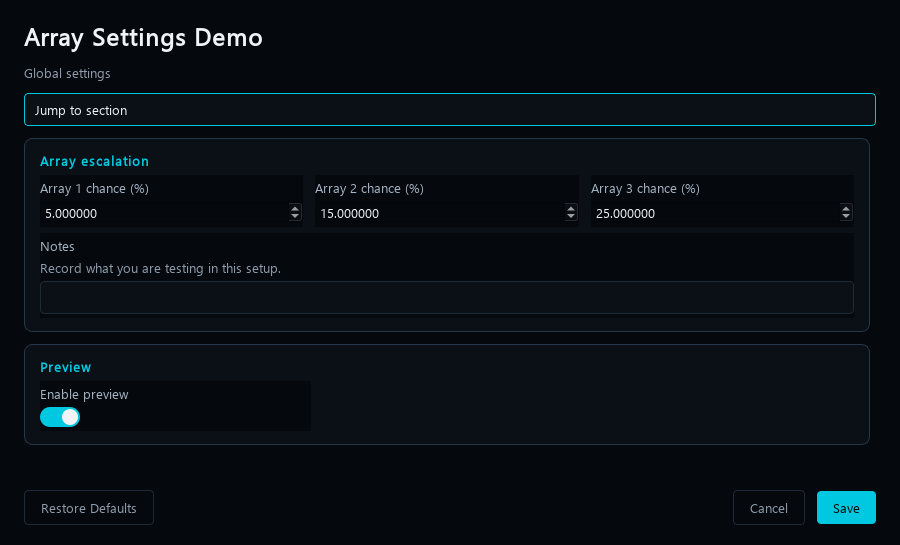 Array Settings Demo
Global settings
Jump to section
Array escalation
Array 1 chance (%) Array 2 chance (%) Array 3 chance (%)
5.000000 15.000000 25.000000
Notes
Record what you are testing in this setup.
Preview
Enable preview
Restore Defaults Cancel Save